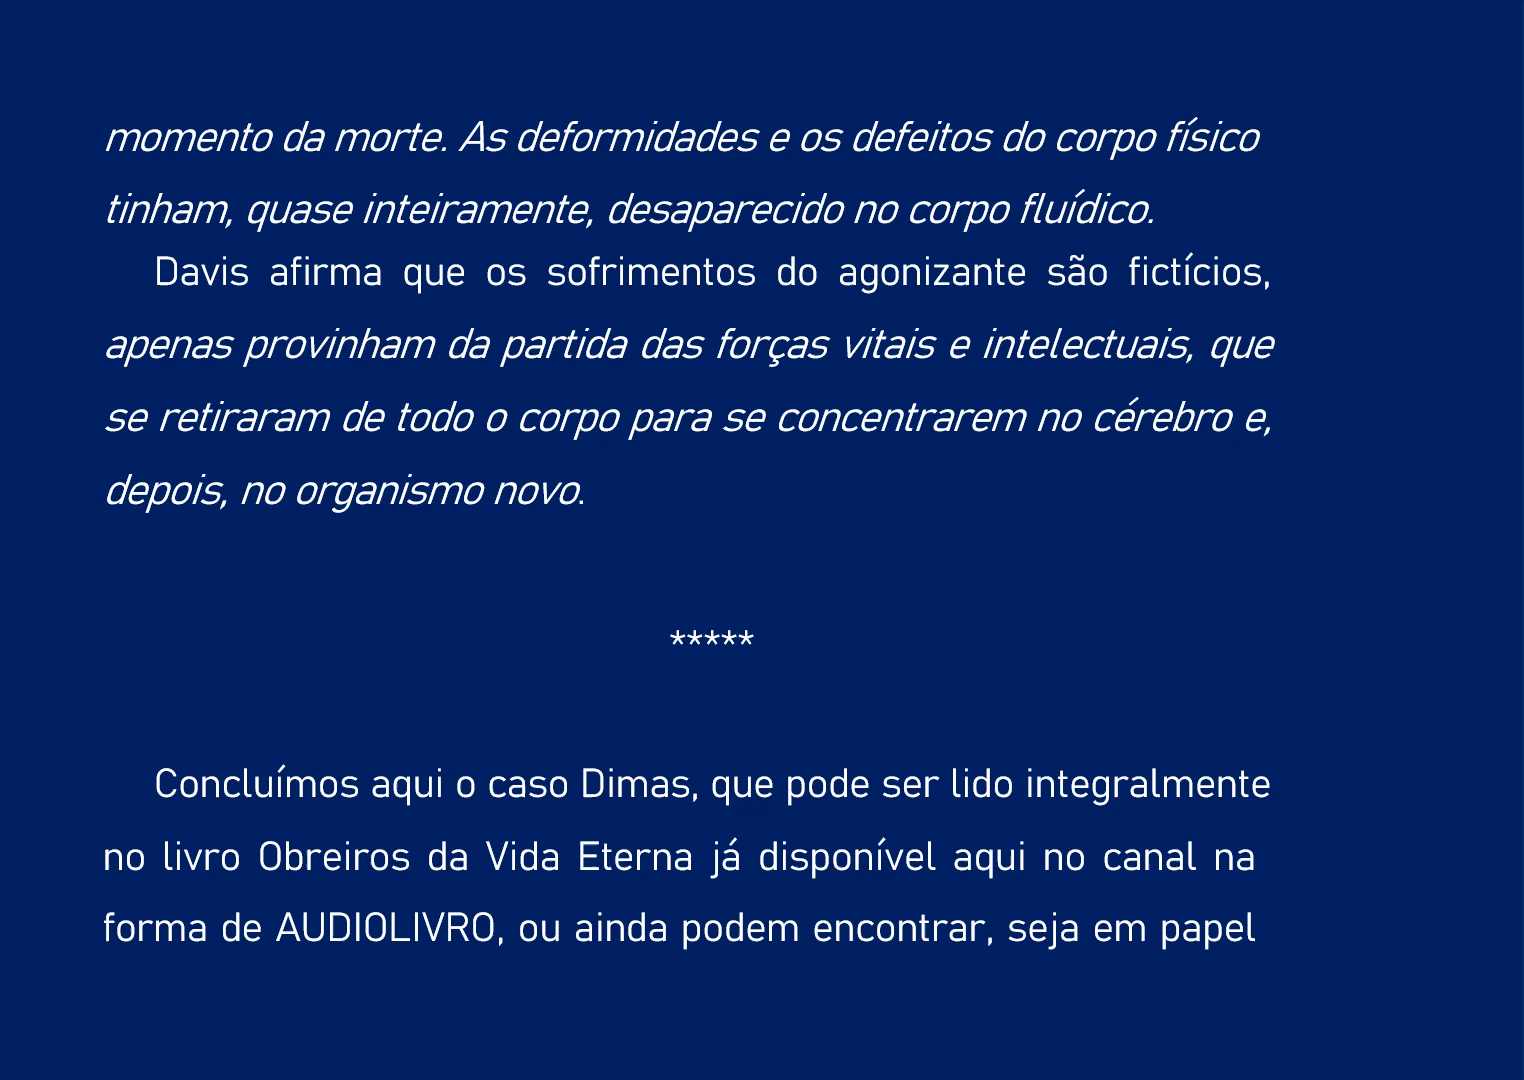 momento da morte. As deformidades e os defeitos do corpo físico
tinham, quase inteiramente, desaparecido no corpo fluídico.
Davis afirma que os sofrimentos do agonizante são fictícios,
apenas provinham da partida das forças vitais e intelectuais, que
se retiraram de todo o corpo para se concentrarem no cérebro e,
depois, no organismo novo.
*****
Concluímos aqui o caso Dimas, que pode ser lido integralmente
no livro Obreiros da Vida Eterna já disponível aqui no canal na
forma de AUDIOLIVRO, ou ainda podem encontrar, seja em papel